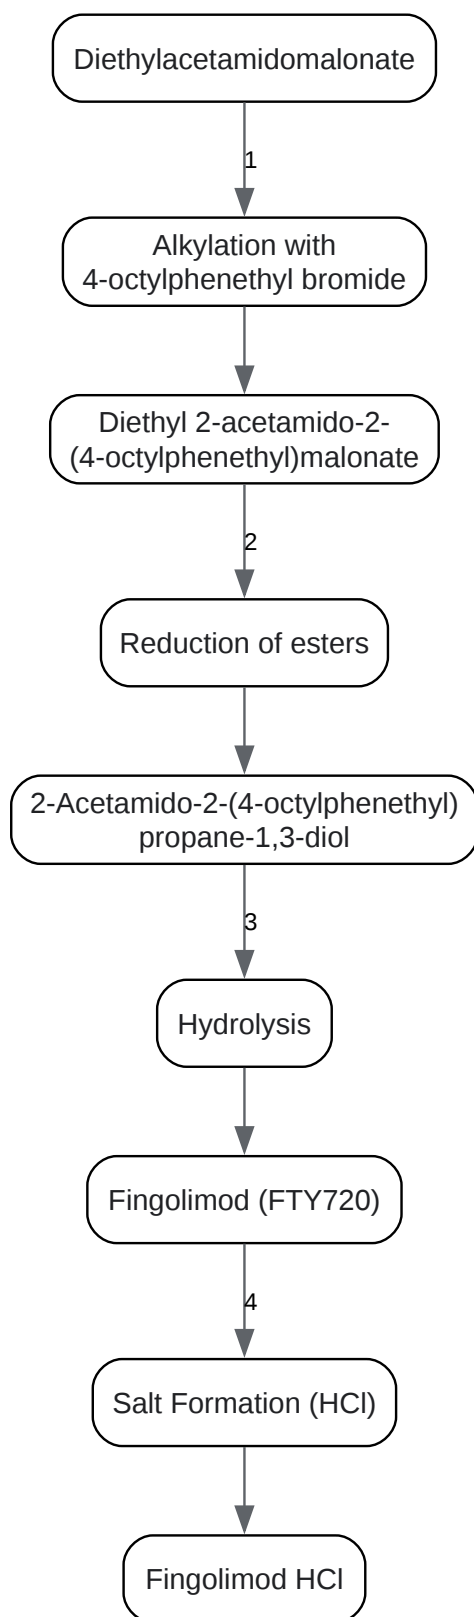 Diethylacetamidomalonate
1
Alkylation with
4-octylphenethyl bromide
Diethyl 2-acetamido-2-
(4-octylphenethyl)malonate
2
Reduction of esters
2-Acetamido-2-(4-octylphenethyl)
propane-1,3-diol
3
Hydrolysis
Fingolimod (FTY720)
4
Salt Formation (HCl)
Fingolimod HCl